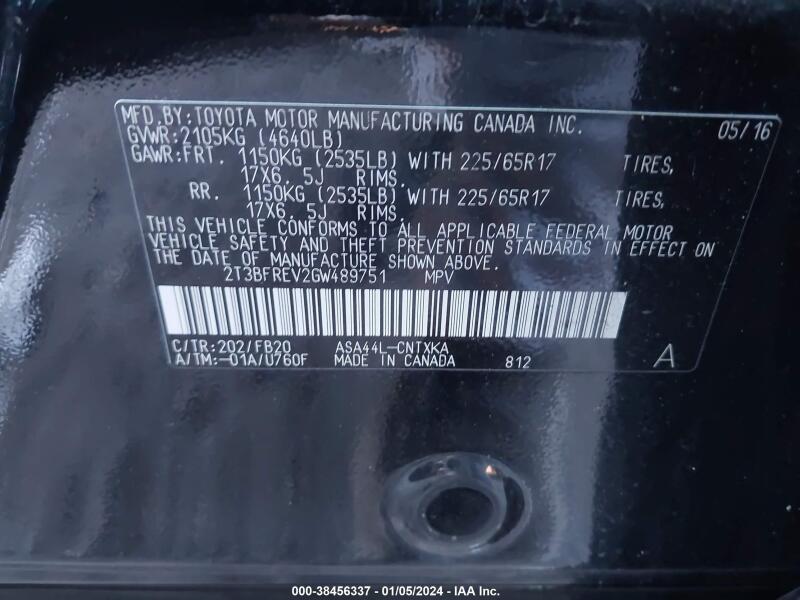 MFD.BY:TOYOTA MOTOR MANUFACTURING CANADA INC. 05/16
GVWR:2105KG (4640LB)
GAWR:FRT. 1150KG (2535LB) WITH 225/65R17 TIRES,
17X6 .5J RIMS.
RR. 1150KG (2535LB) WITH 225/65R17 TIRES,
17X6 .5J RIMS.
THIS VEHICLE CONFORMS TO ALL APPLICABLE FEDERAL MOTOR
VEHICLE SAFETY AND THEFT PREVENTION STANDARDS IN EFFECT ON
THE DATE OF MANUFACTURE SHOWN ABOVE.
2T3BFREV2GW489751 MPV
C/TR:202/FB20 ASA44L-CNTXKA
A/TM:-01A/U760F MADE IN CANADA 812 A
000-38456337 - 01/05/2024 - IAA Inc.